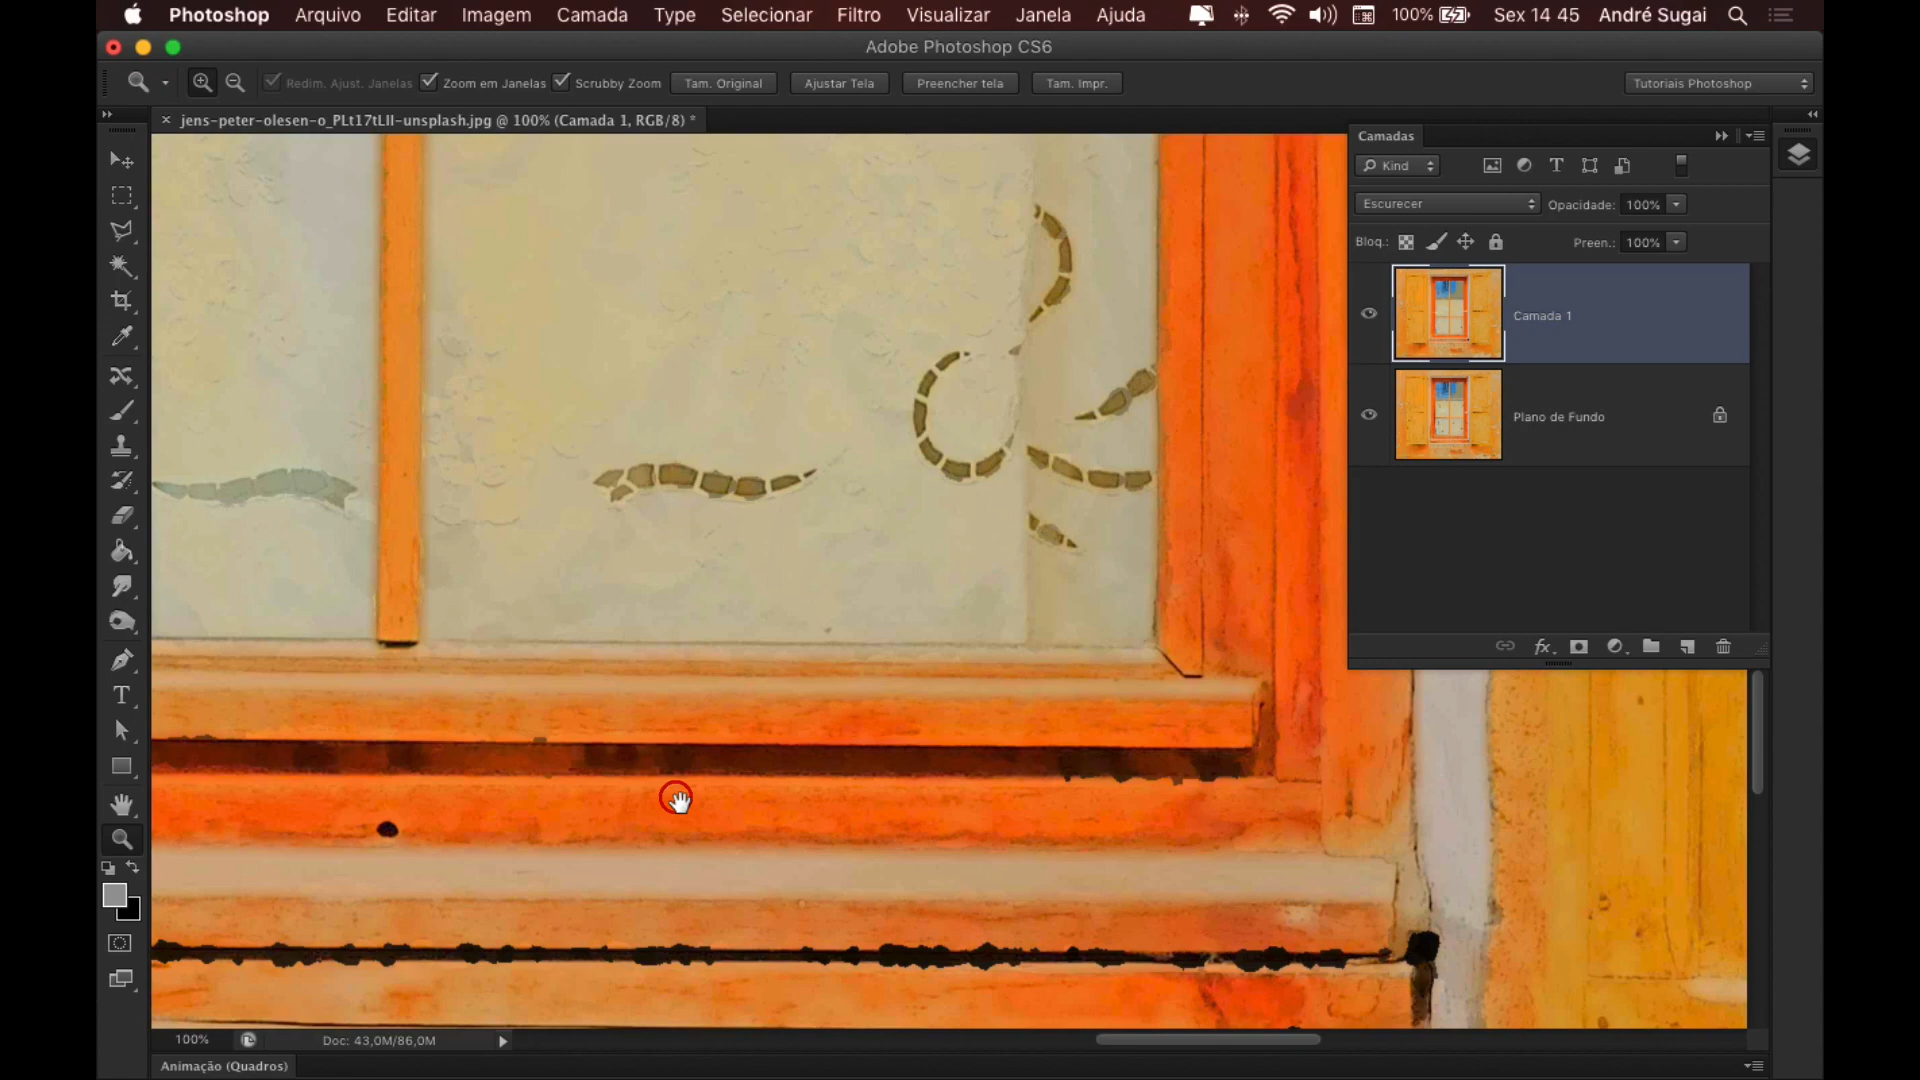 Photoshop Arquivo Editar Imagem Camada Type Selecionar Filtro Visualizar Janela Ajuda 100% Sex 14 45 André Sugai
Adobe Photoshop CS6
Redim. Ajust. Janelas Zoom em Janelas Scrubby Zoom Tam. Original Ajustar Tela Preencher tela Tam. Impr. Tutoriais Photoshop
jens-peter-olesen-o_PLt17tLII-unsplash.jpg @ 100% (Camada 1, RGB/8) *
Camadas
Kind
Escurecer Opacidade: 100%
Bloq.: Preen.: 100%
Camada 1
Plano de Fundo
100% Doc: 43,0M/86,0M
Animação (Quadros)